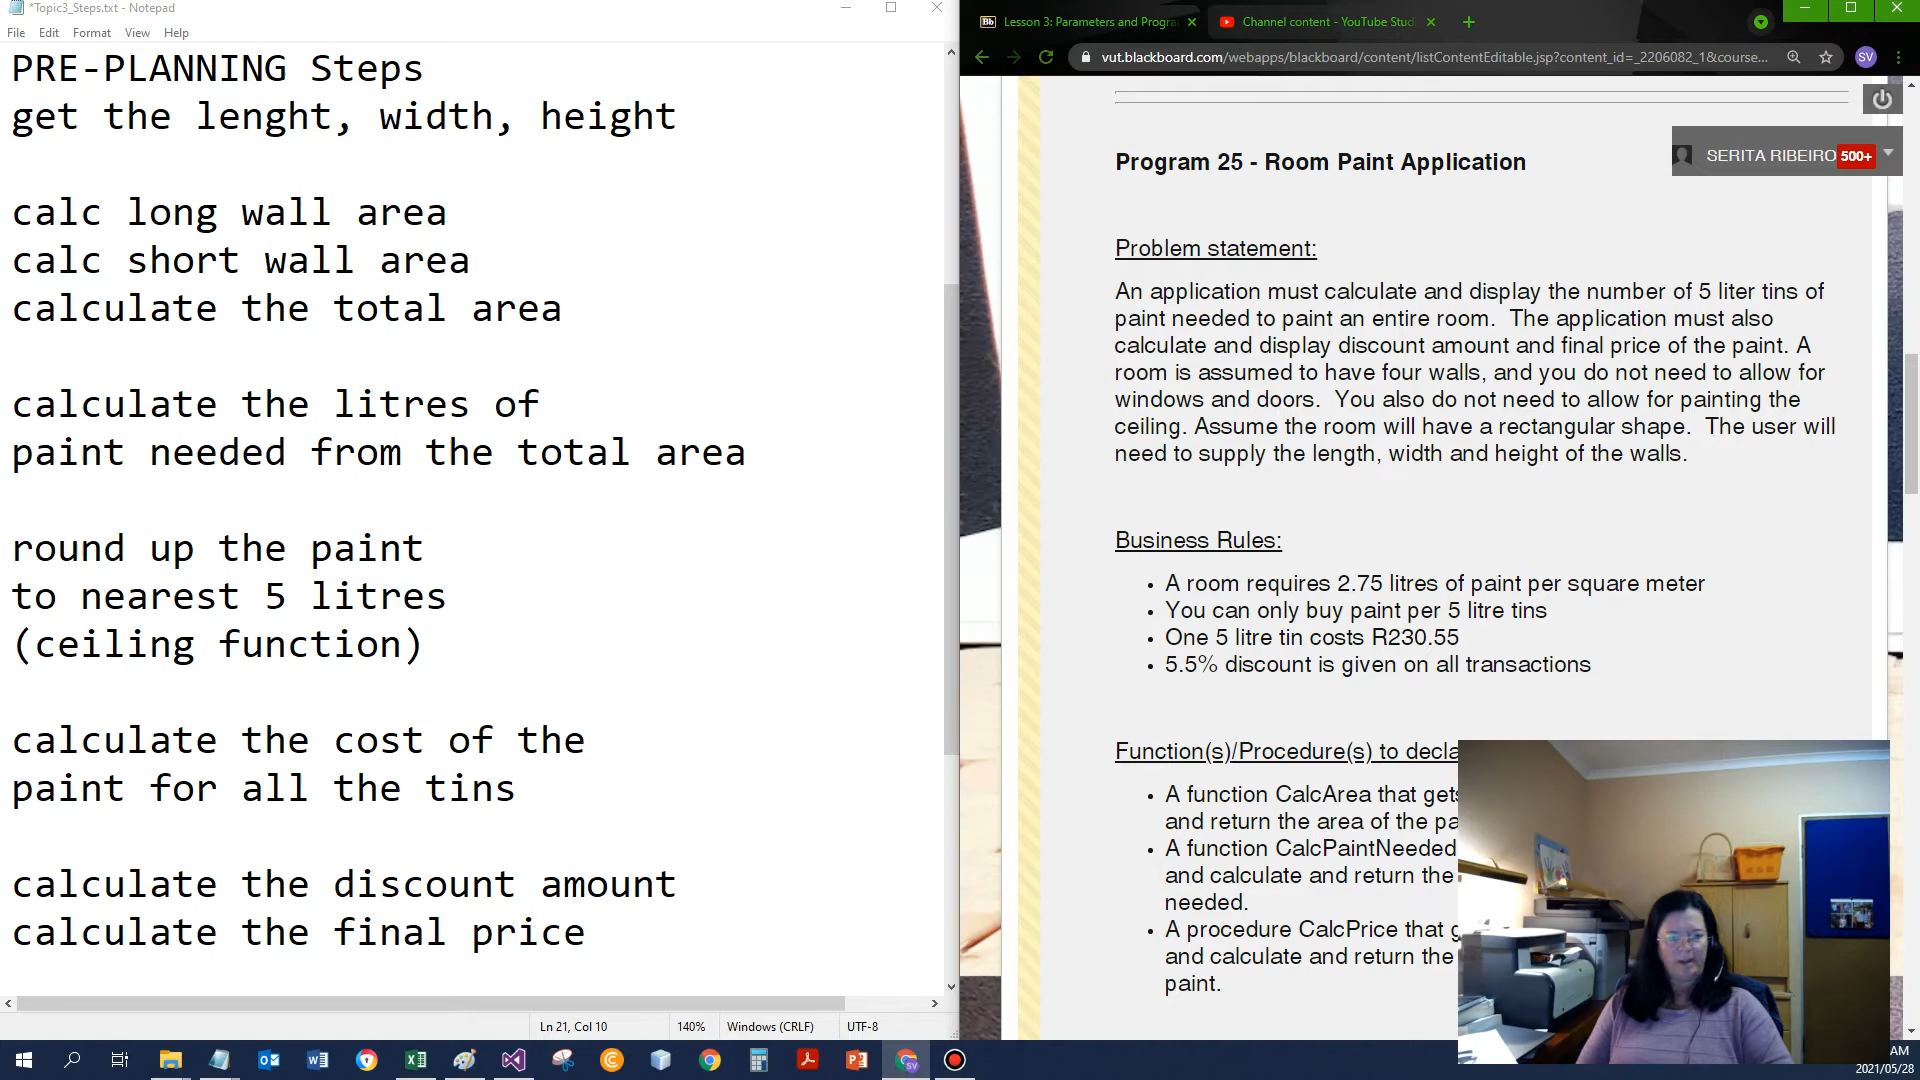 *Topic3_Steps.txt - Notepad
File Edit Format View Help
PRE-PLANNING Steps
get the lenght, width, height
calc long wall area
calc short wall area
calculate the total area
calculate the litres of
paint needed from the total area
round up the paint
to nearest 5 litres
(ceiling function)
calculate the cost of the
paint for all the tins
calculate the discount amount
calculate the final price
Ln 21, Col 10 140% Windows (CRLF) UTF-8
Bb Lesson 3: Parameters and Progra
Channel content - YouTube Stud
vut.blackboard.com/webapps/blackboard/content/listContentEditable.jsp?content_id=_2206082_1&course...
SV
SERITA RIBEIRO 500+
Program 25 - Room Paint Application
Problem statement:
An application must calculate and display the number of 5 liter tins of
paint needed to paint an entire room. The application must also
calculate and display discount amount and final price of the paint. A
room is assumed to have four walls, and you do not need to allow for
windows and doors. You also do not need to allow for painting the
ceiling. Assume the room will have a rectangular shape. The user will
need to supply the length, width and height of the walls.
Business Rules:
• A room requires 2.75 litres of paint per square meter
• You can only buy paint per 5 litre tins
• One 5 litre tin costs R230.55
• 5.5% discount is given on all transactions
Function(s)/Procedure(s) to decla
• A function CalcArea that gets
and return the area of the pa
• A function CalcPaintNeeded
and calculate and return the
needed.
• A procedure CalcPrice that g
and calculate and return the
paint.
AM
2021/05/28